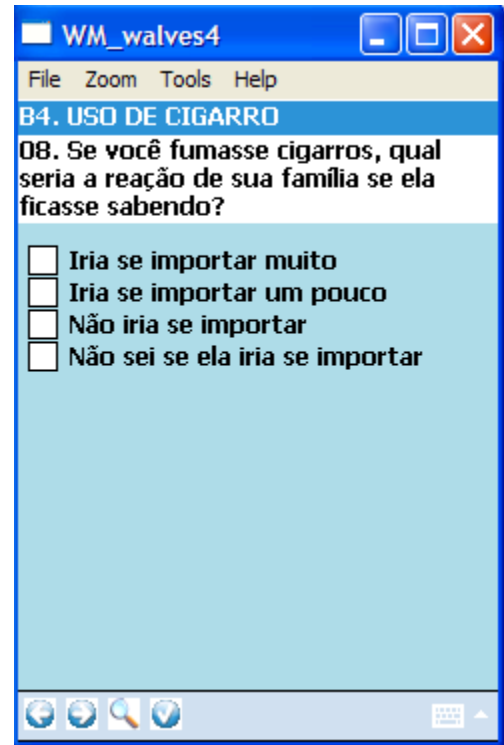 WM_walves4
File Zoom Tools Help
B4. USO DE CIGARRO
08. Se você fumasse cigarros, qual
seria a reação de sua família se ela
ficasse sabendo?
Iria se importar muito
Iria se importar um pouco
Não iria se importar
Não sei se ela iria se importar